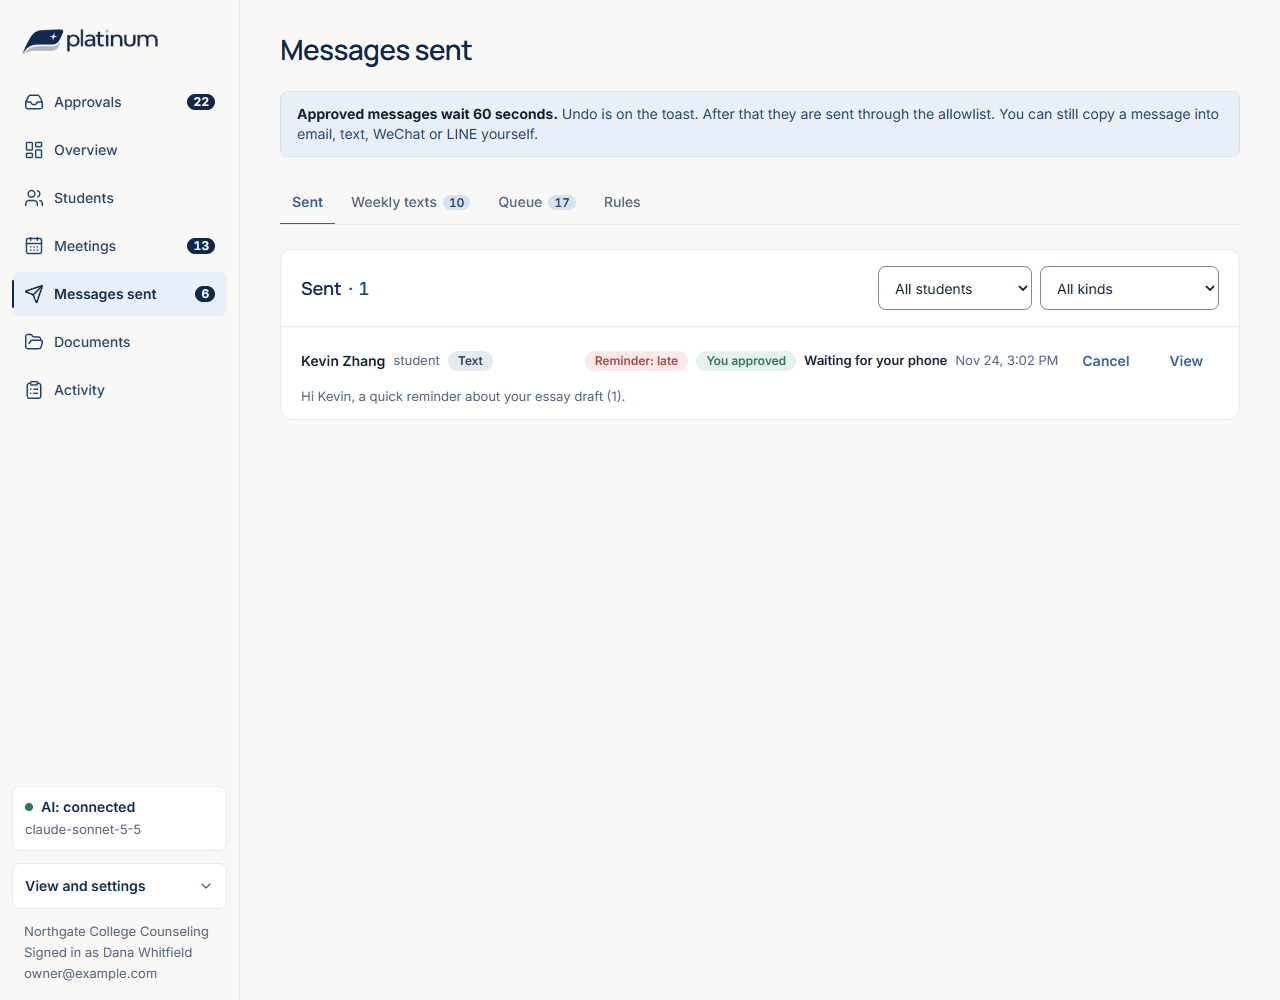 platinum
Approvals 22
Overview
Students
Meetings 13
Messages sent 6
Documents
Activity
AI: connected
claude-sonnet-5-5
View and settings
Northgate College Counseling
Signed in as Dana Whitfield
owner@example.com
Messages sent
Approved messages wait 60 seconds. Undo is on the toast. After that they are sent through the allowlist. You can still copy a message into
email, text, WeChat or LINE yourself.
Sent Weekly texts 10 Queue 17 Rules
Sent · 1 All students All kinds
Kevin Zhang student Text Reminder: late You approved Waiting for your phone Nov 24, 3:02 PM Cancel View
Hi Kevin, a quick reminder about your essay draft (1).